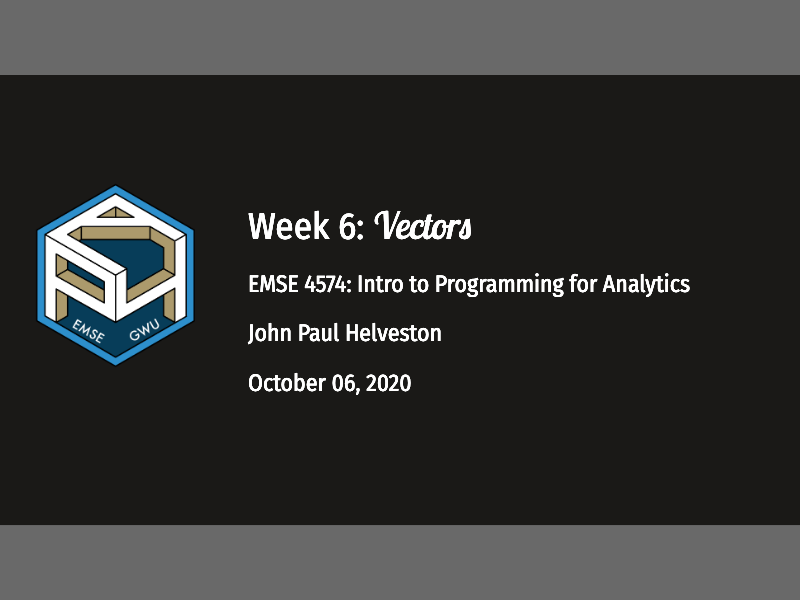 Week 6: Vectors
EMSE 4574: Intro to Programming for Analytics
John Paul Helveston
October 06, 2020
EMSE GWU